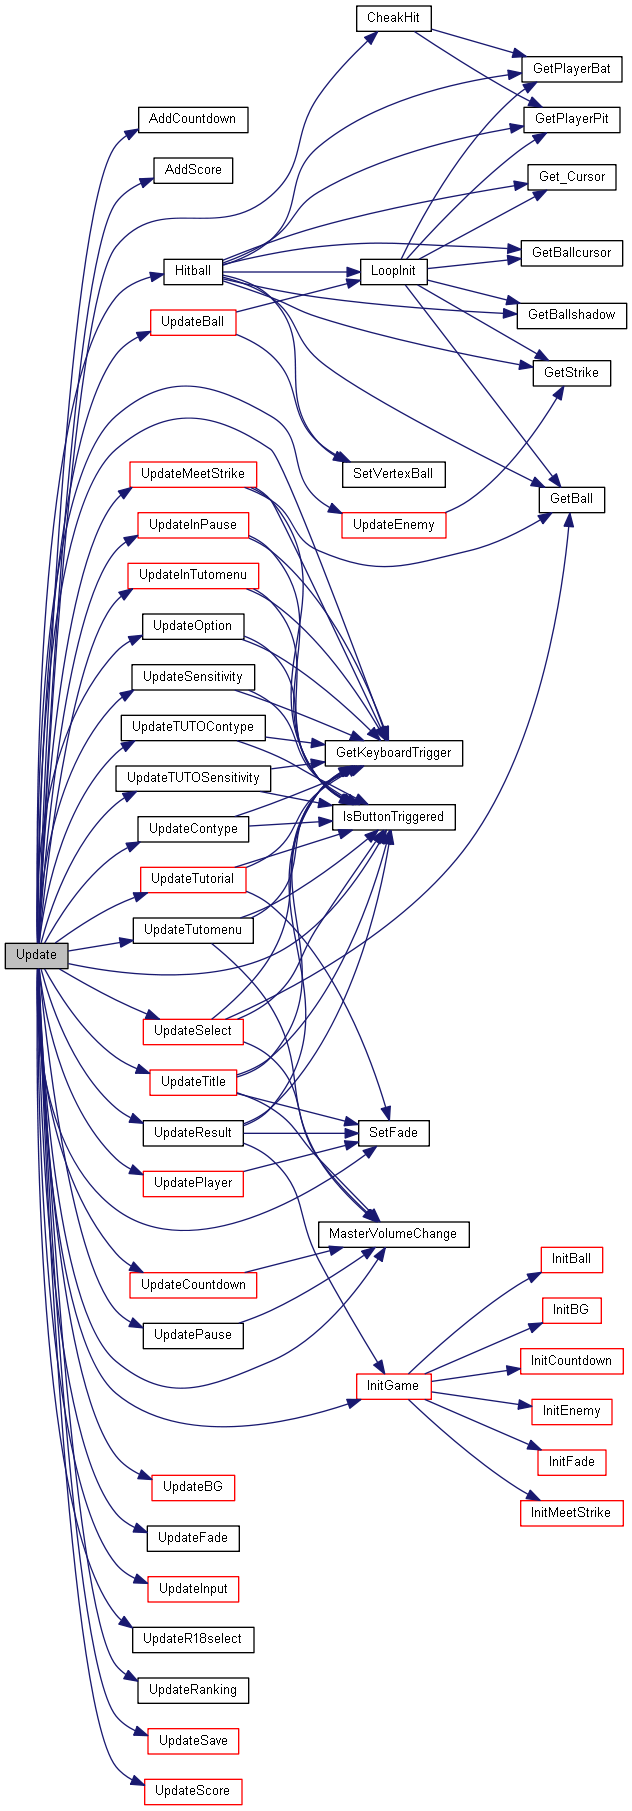 CheakHit
GetPlayerBat
AddCountdown
GetPlayerPit
AddScore
Get_Cursor
GetBallcursor
Hitball
LoopInit
GetBallshadow
UpdateBall
GetStrike
UpdateMeetStrike
SetVertexBall
GetBall
UpdateInPause
UpdateEnemy
UpdateInTutomenu
UpdateOption
UpdateSensitivity
UpdateTUTOContype
GetKeyboardTrigger
UpdateTUTOSensitivity
IsButtonTriggered
UpdateContype
UpdateTutorial
UpdateTutomenu
Update
UpdateSelect
UpdateTitle
UpdateResult
SetFade
UpdatePlayer
MasterVolumeChange
InitBall
UpdateCountdown
InitBG
UpdatePause
InitCountdown
InitGame
InitEnemy
InitFade
UpdateBG
InitMeetStrike
UpdateFade
UpdateInput
UpdateR18select
UpdateRanking
UpdateSave
UpdateScore